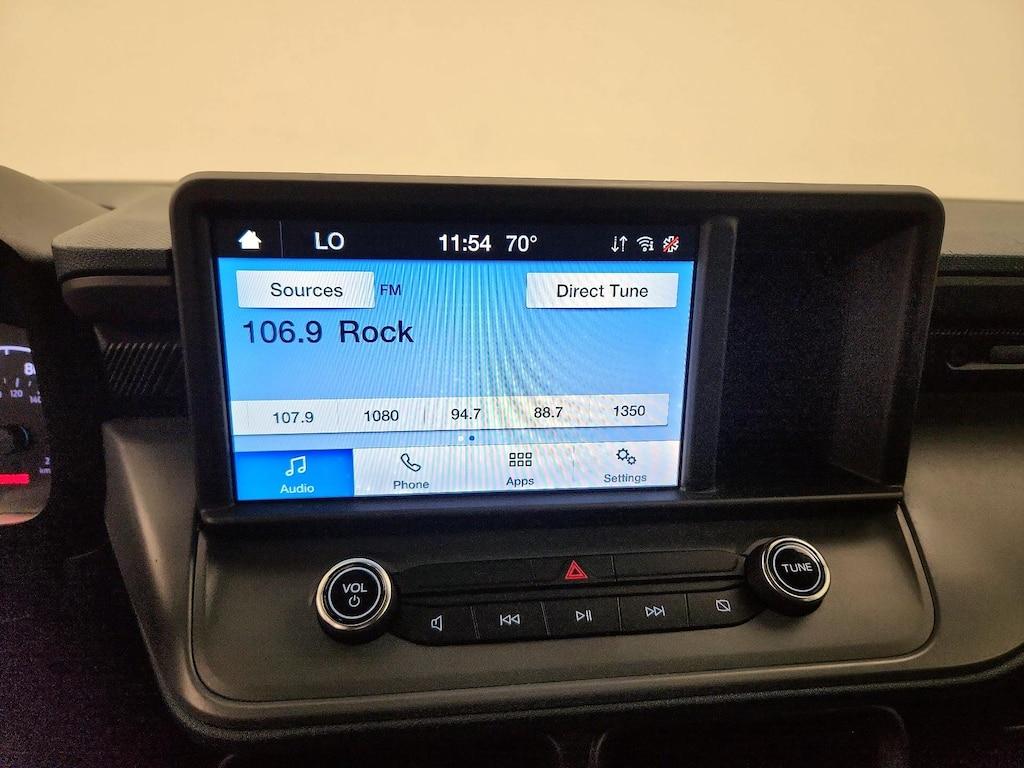 LO 11:54 70°
Sources FM Direct Tune
106.9 Rock
107.9 1080 94.7 88.7 1350
Audio Phone Apps Settings
VOL
TUNE
120